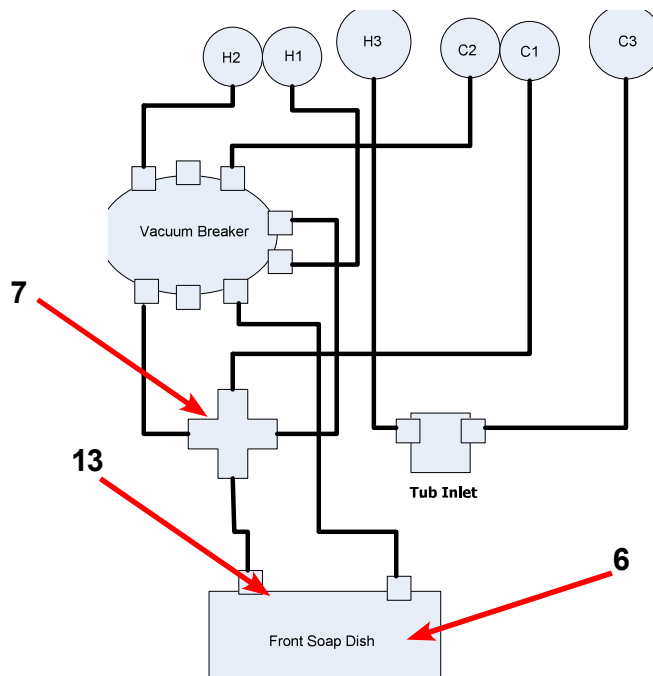 H2
H1
H3
C2
C1
C3
Vacuum Breaker
7
13
Tub Inlet
6
Front Soap Dish